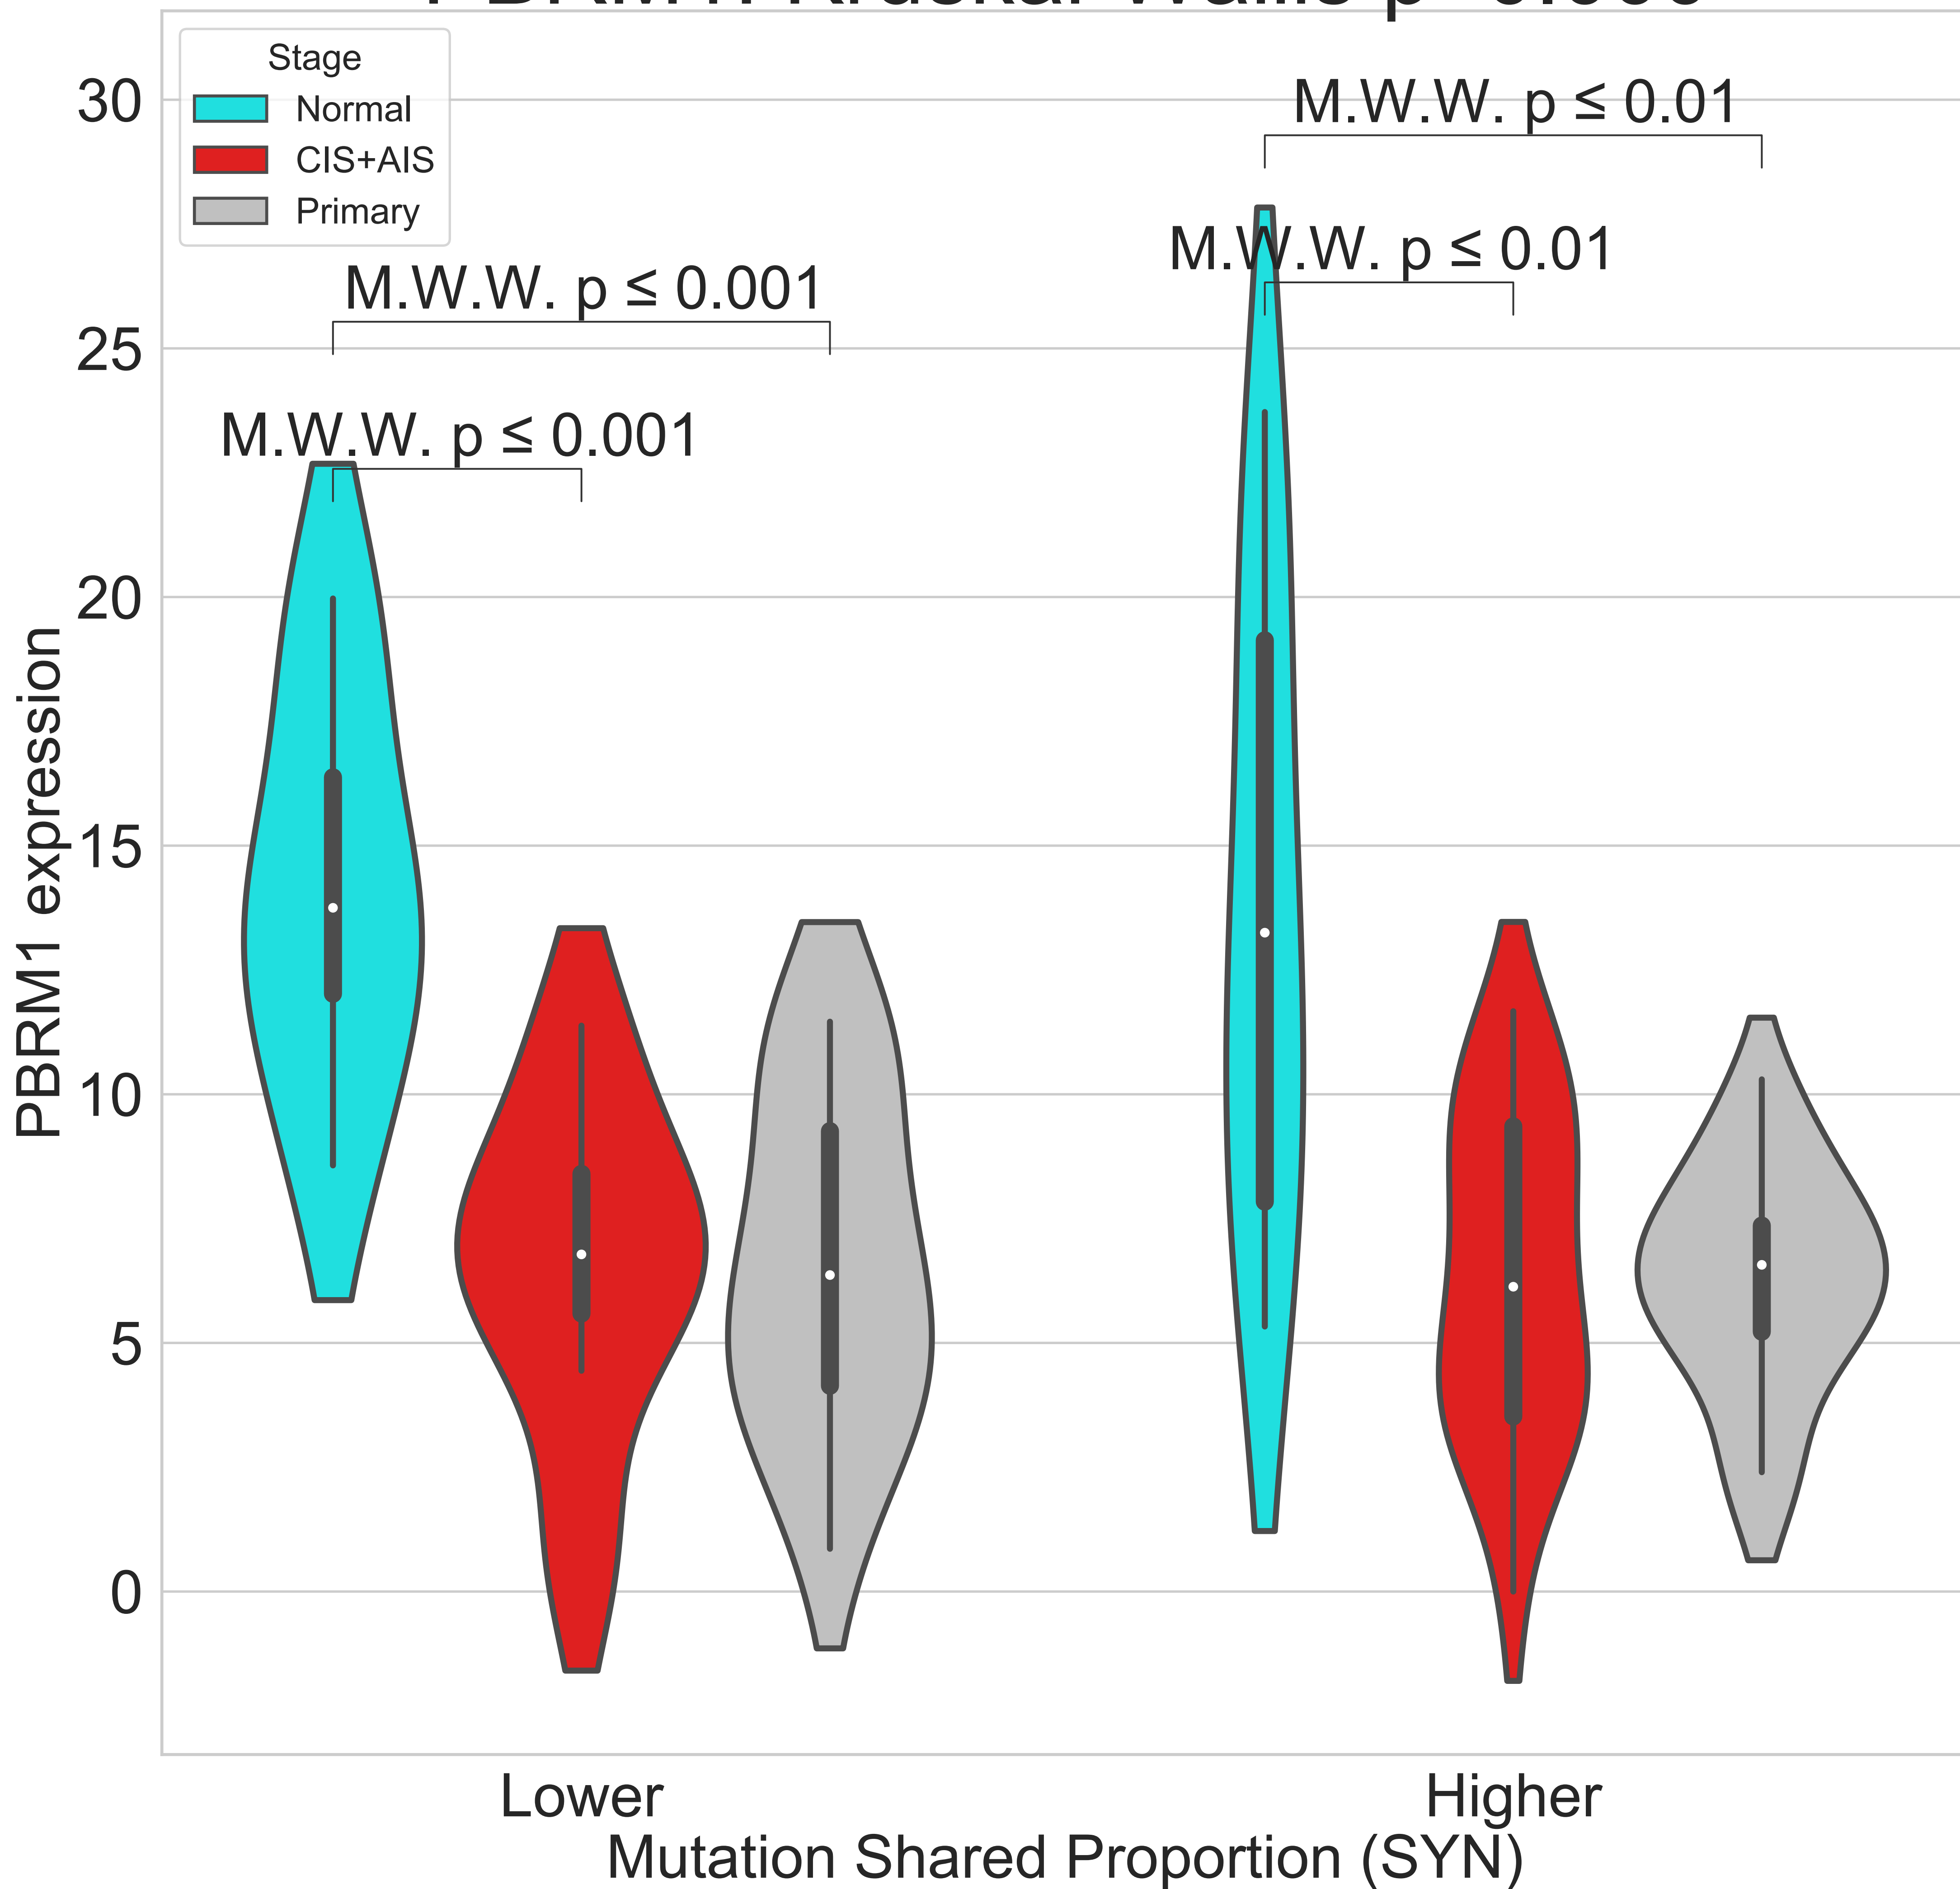 Stage
Normal
CIS+AIS
Primary
M.W.W. p ≤ 0.01
M.W.W. p ≤ 0.01
M.W.W. p ≤ 0.001
M.W.W. p ≤ 0.001
30
25
20
15
10
5
0
PBRM1 expression
Lower
Higher
Mutation Shared Proportion (SYN)